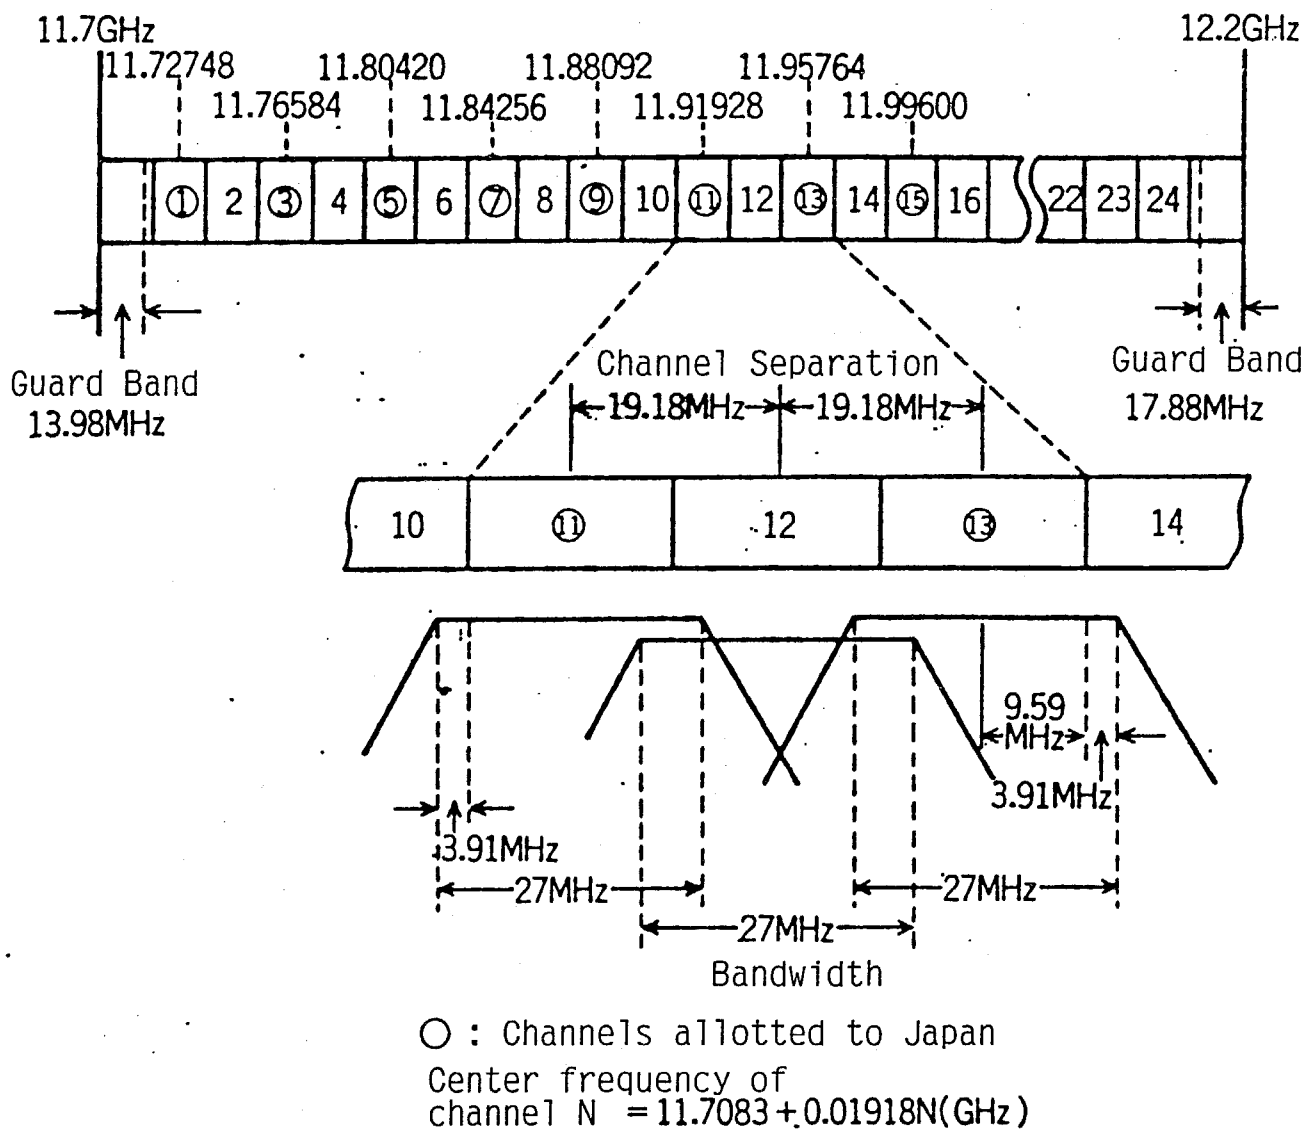 11.7GHz 12.2GHz
11.72748 11.80420 11.88092 11.95764
11.76584 11.84256 11.91928 11.99600
① 2 ③ 4 ⑤ 6 ⑦ 8 ⑨ 10 ⑪ 12 ⑬ 14 ⑮ 16 22 23 24
Guard Band
13.98MHz
Channel Separation
19.18MHz 19.18MHz
Guard Band
17.88MHz
10 ⑪ 12 ⑬ 14
9.59
MHz
3.91MHz
3.91MHz
27MHz 27MHz
27MHz
Bandwidth
○ : Channels allotted to Japan
Center frequency of
channel N = 11.7083 + 0.01918N(GHz)